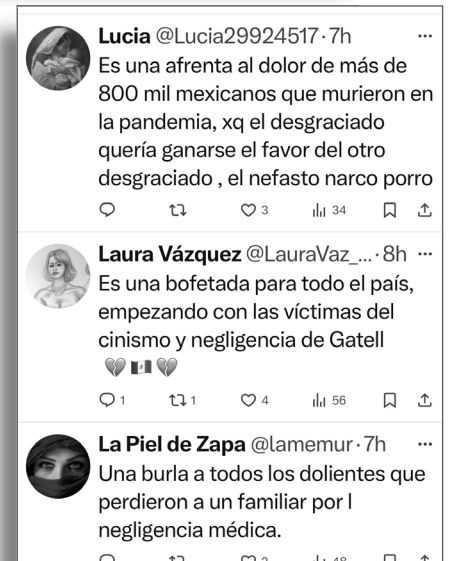 Lucia @Lucia29924517·7h
Es una afrenta al dolor de más de
800 mil mexicanos que murieron en
la pandemia, xq el desgraciado
quería ganarse el favor del otro
desgraciado , el nefasto narco porro
3 34
Laura Vázquez @LauraVaz_...·8h
Es una bofetada para todo el país,
empezando con las víctimas del
cinismo y negligencia de Gatell
1 1 4 56
La Piel de Zapa @lamemur·7h
Una burla a todos los dolientes que
perdieron a un familiar por l
negligencia médica.